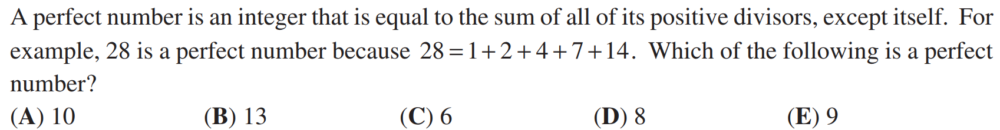 A perfect number is an integer that is equal to the sum of all of its positive divisors, except itself. For
example, 28 is a perfect number because 28 = 1+2+4+7+14. Which of the following is a perfect
number?
(A) 10 (B) 13 (C) 6 (D) 8 (E) 9